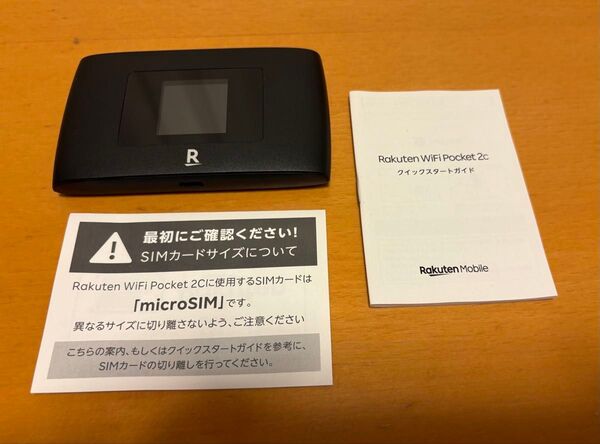 R
Rakuten WiFi Pocket 2c
クイックスタートガイド
Rakuten Mobile
最初にご確認ください!
SIMカードサイズについて
Rakuten WiFi Pocket 2Cに使用するSIMカードは
「microSIM」です。
異なるサイズに切り離さないよう、ご注意ください
こちらの案内、もしくはクイックスタートガイドを参考に、
SIMカードの切り離しを行ってください。